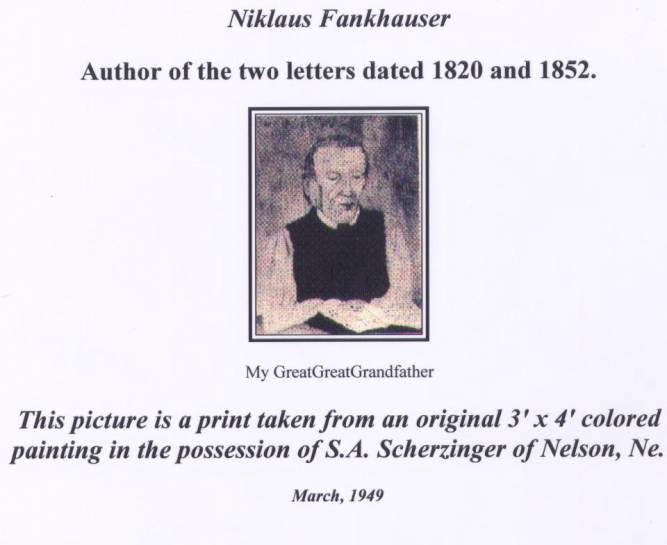 Niklaus Fankhauser
Author of the two letters dated 1820 and 1852.
My GreatGreatGrandfather
This picture is a print taken from an original 3' x 4' colored
painting in the possession of S.A. Scherzinger of Nelson, Ne.
March, 1949